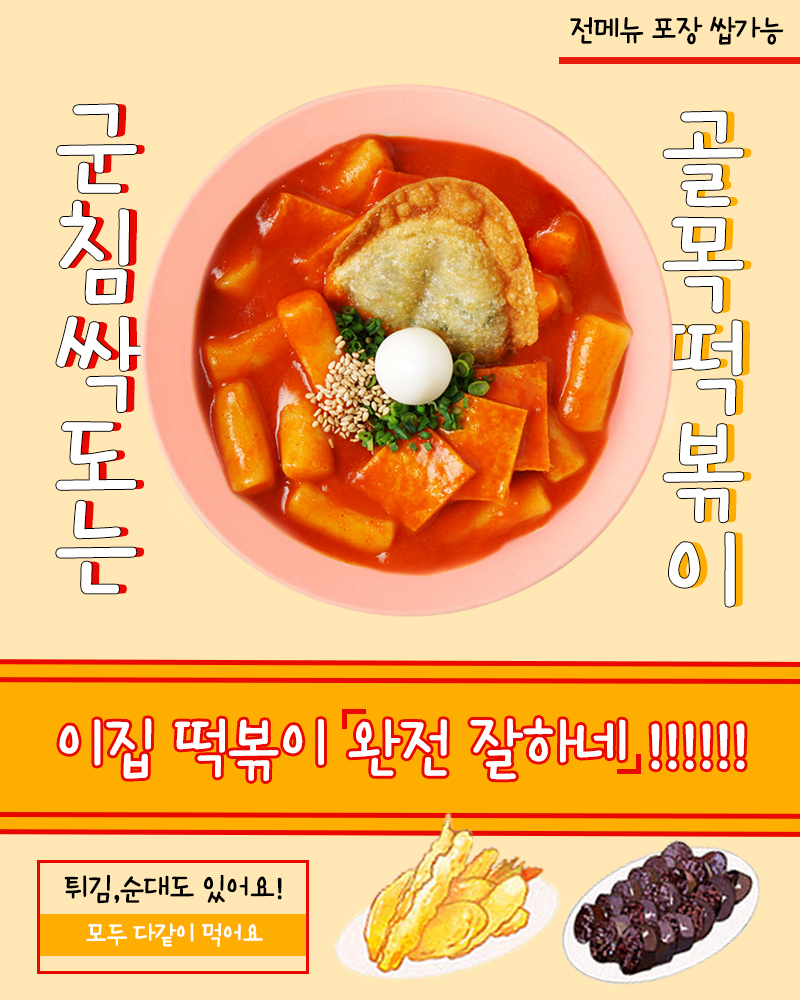 전메뉴 포장 쌉가능
군침싹도는
골목떡볶이
이집 떡볶이 「완전 잘하네」!!!!!!
튀김,순대도 있어요!
모두 다같이 먹어요